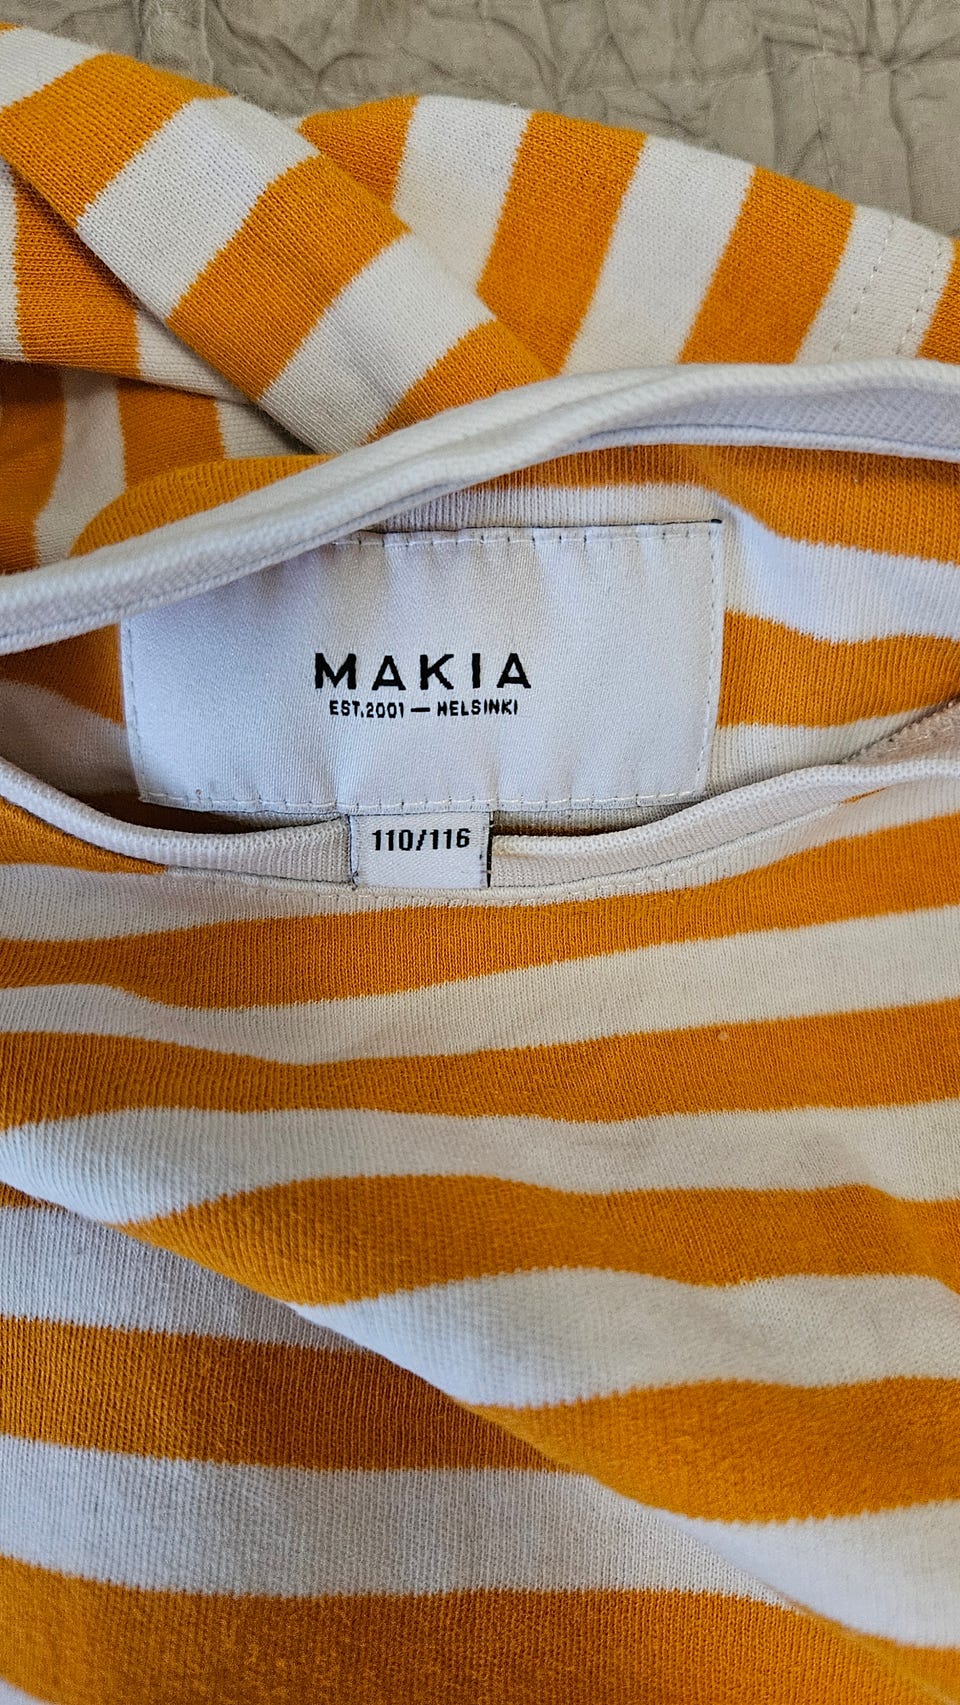 MAKIA
EST.2001 — HELSINKI
110/116